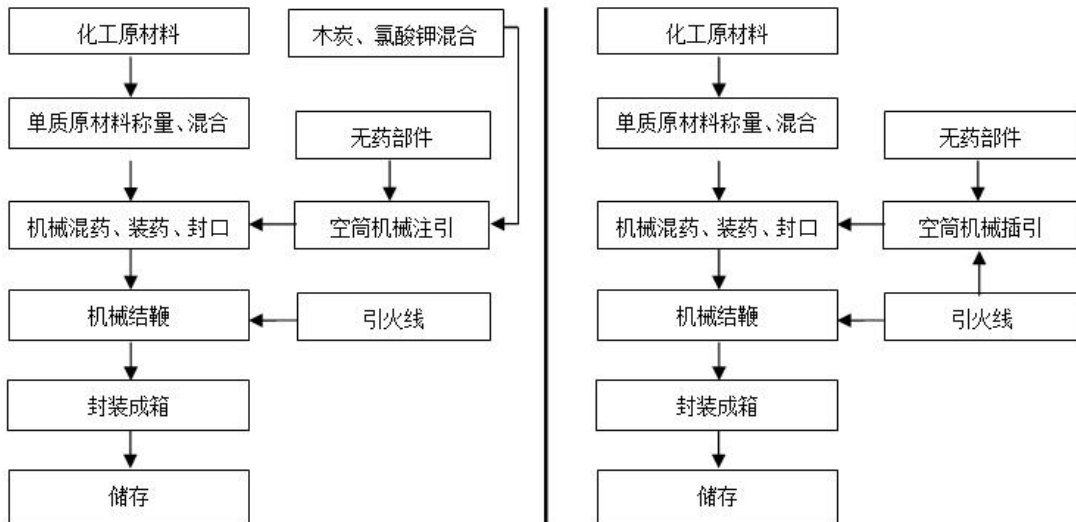 化工原材料
木炭、氯酸钾混合
单质原材料称量、混合
无药部件
机械混药、装药、封口
空筒机械注引
机械结鞭
引火线
封装成箱
储存
化工原材料
单质原材料称量、混合
无药部件
机械混药、装药、封口
空筒机械插引
机械结鞭
引火线
封装成箱
储存